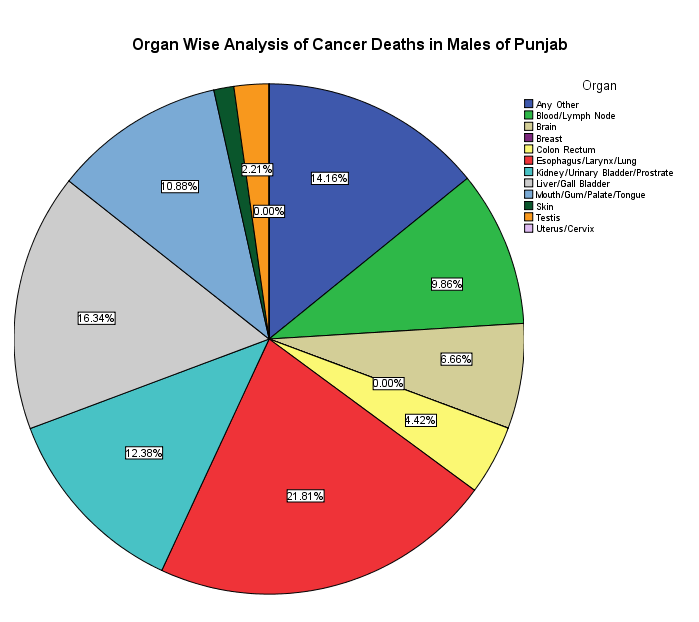 Organ Wise Analysis of Cancer Deaths in Males of Punjab
Organ
Any Other
Blood/Lymph Node
Brain
Breast
Colon Rectum
Esophagus/Larynx/Lung
Kidney/Urinary Bladder/Prostrate
Liver/Gall Bladder
Mouth/Gum/Palate/Tongue
Skin
Testis
Uterus/Cervix
2.21%
14.16%
10.88%
0.00%
9.86%
16.34%
6.66%
0.00%
4.42%
12.38%
21.81%